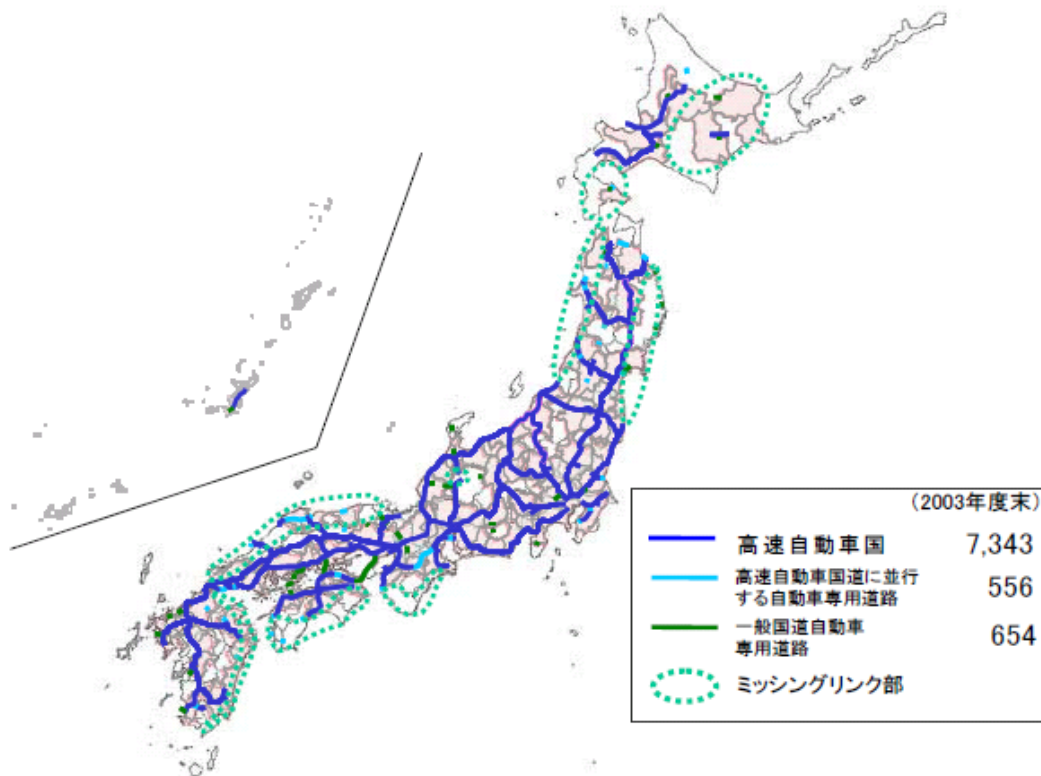 (2003年度末)
高速自動車国 7,343
高速自動車国道に並行
する自動車専用道路 556
一般国道自動車
専用道路 654
ミッシングリンク部